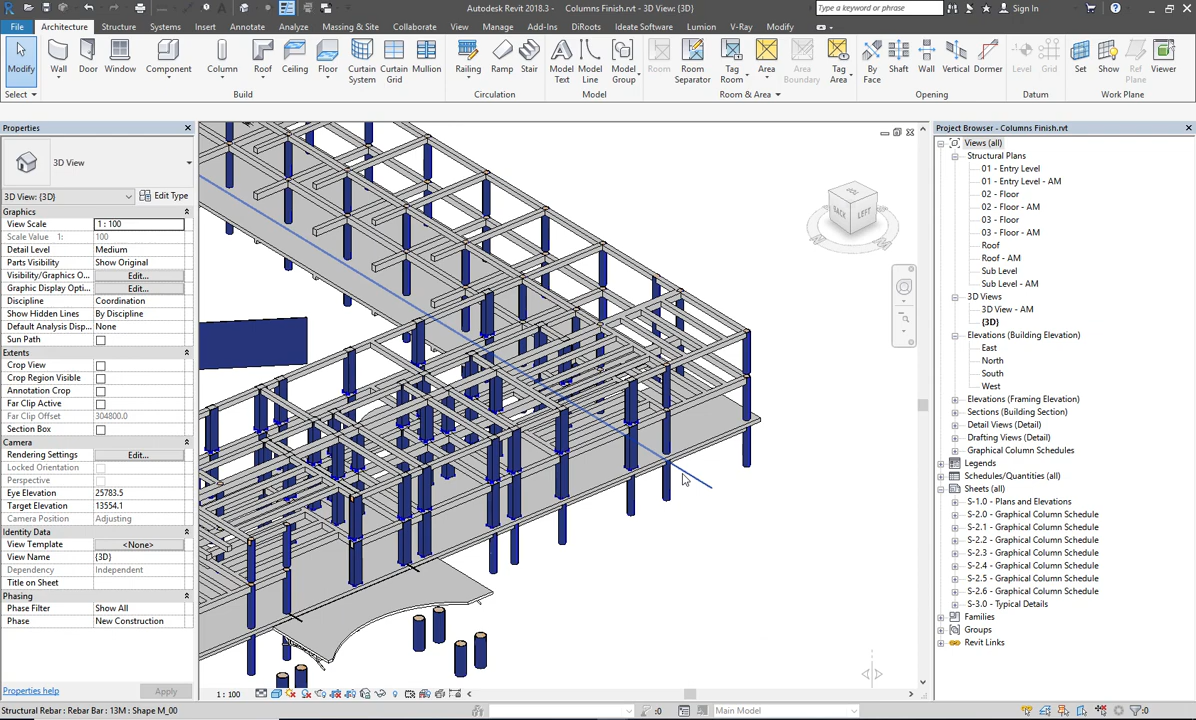 Autodesk Revit 2018.3 - Columns Finish.rvt - 3D View: {3D}
Type a keyword or phrase
Sign In
File Architecture Structure Systems Insert Annotate Analyze Massing & Site Collaborate View Manage Add-Ins DiRoots Ideate Software Lumion V-Ray Modify
Modify Wall Door Window Component Column Roof Ceiling Floor Curtain System Curtain Grid Mullion Railing Ramp Stair Model Text Model Line Model Group Room Room Separator Tag Room Area Area Boundary Tag Area By Face Shaft Wall Vertical Dormer Level Grid Set Show Ref Plane Viewer
Select Build Circulation Model Room & Area Opening Datum Work Plane
Properties
3D View
3D View: {3D} Edit Type
Graphics
View Scale 1 : 100
Scale Value 1: 100
Detail Level Medium
Parts Visibility Show Original
Visibility/Graphics O... Edit...
Graphic Display Opti... Edit...
Discipline Coordination
Show Hidden Lines By Discipline
Default Analysis Disp... None
Sun Path
Extents
Crop View
Crop Region Visible
Annotation Crop
Far Clip Active
Far Clip Offset 304800.0
Section Box
Camera
Rendering Settings Edit...
Locked Orientation
Perspective
Eye Elevation 25783.5
Target Elevation 13554.1
Camera Position Adjusting
Identity Data
View Template <None>
View Name {3D}
Dependency Independent
Title on Sheet
Phasing
Phase Filter Show All
Phase New Construction
Properties help Apply
TOP
BACK LEFT
Project Browser - Columns Finish.rvt
Views (all)
Structural Plans
01 - Entry Level
01 - Entry Level - AM
02 - Floor
02 - Floor - AM
03 - Floor
03 - Floor - AM
Roof
Roof - AM
Sub Level
Sub Level - AM
3D Views
3D View - AM
{3D}
Elevations (Building Elevation)
East
North
South
West
Elevations (Framing Elevation)
Sections (Building Section)
Detail Views (Detail)
Drafting Views (Detail)
Graphical Column Schedules
Legends
Schedules/Quantities (all)
Sheets (all)
S-1.0 - Plans and Elevations
S-2.0 - Graphical Column Schedule
S-2.1 - Graphical Column Schedule
S-2.2 - Graphical Column Schedule
S-2.3 - Graphical Column Schedule
S-2.4 - Graphical Column Schedule
S-2.5 - Graphical Column Schedule
S-2.6 - Graphical Column Schedule
S-3.0 - Typical Details
Families
Groups
Revit Links
1 : 100
Structural Rebar : Rebar Bar : 13M : Shape M_00
:0
Main Model
:0